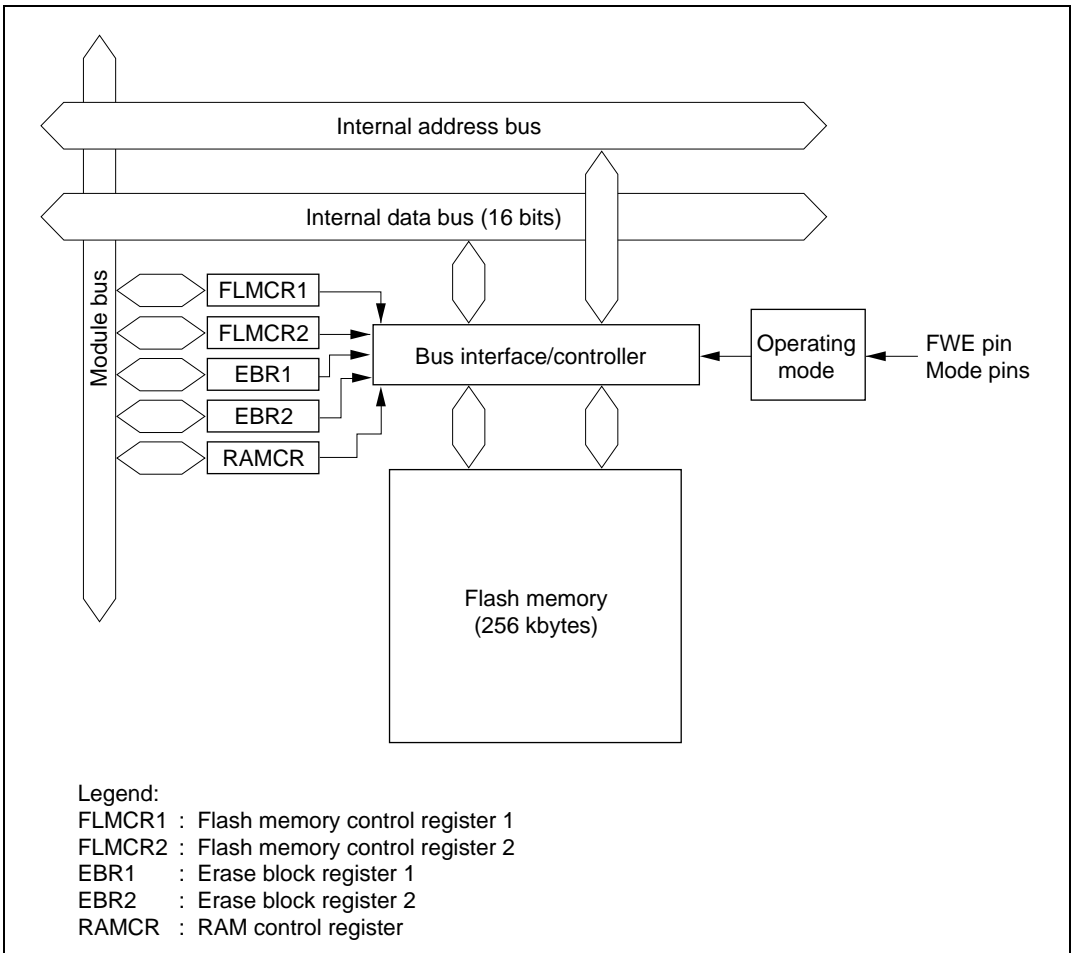 Internal address bus
Internal data bus (16 bits)
Module bus
FLMCR1
FLMCR2
EBR1
EBR2
RAMCR
Bus interface/controller
Operating
mode
FWE pin
Mode pins
Flash memory
(256 kbytes)
Legend:
FLMCR1 : Flash memory control register 1
FLMCR2 : Flash memory control register 2
EBR1 : Erase block register 1
EBR2 : Erase block register 2
RAMCR : RAM control register